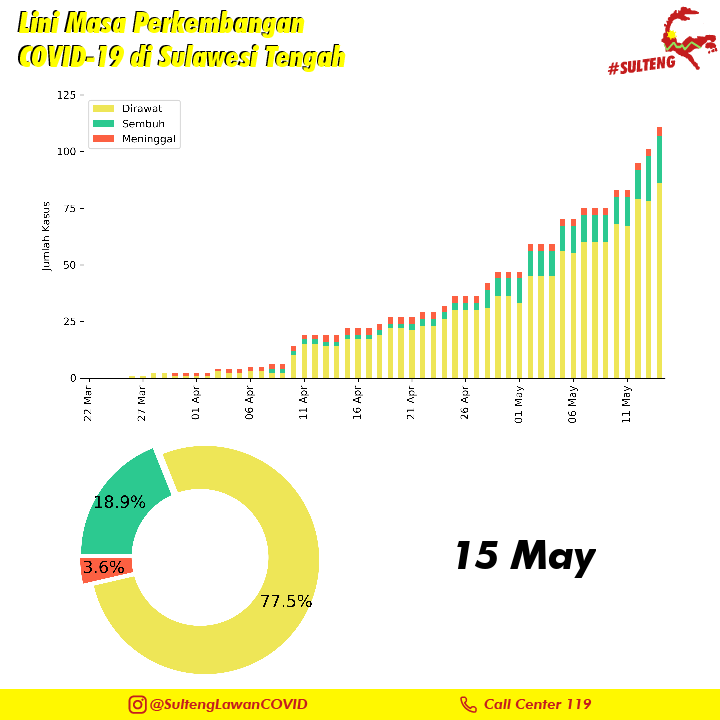 Lini Masa Perkembangan
COVID-19 di Sulawesi Tengah
#SULTENG
125
100
75
50
25
0
Jumlah Kasus
Dirawat
Sembuh
Meninggal
22 Mar
27 Mar
01 Apr
06 Apr
11 Apr
16 Apr
21 Apr
26 Apr
01 May
06 May
11 May
18.9%
3.6%
77.5%
15 May
@SultengLawanCOVID
Call Center 119